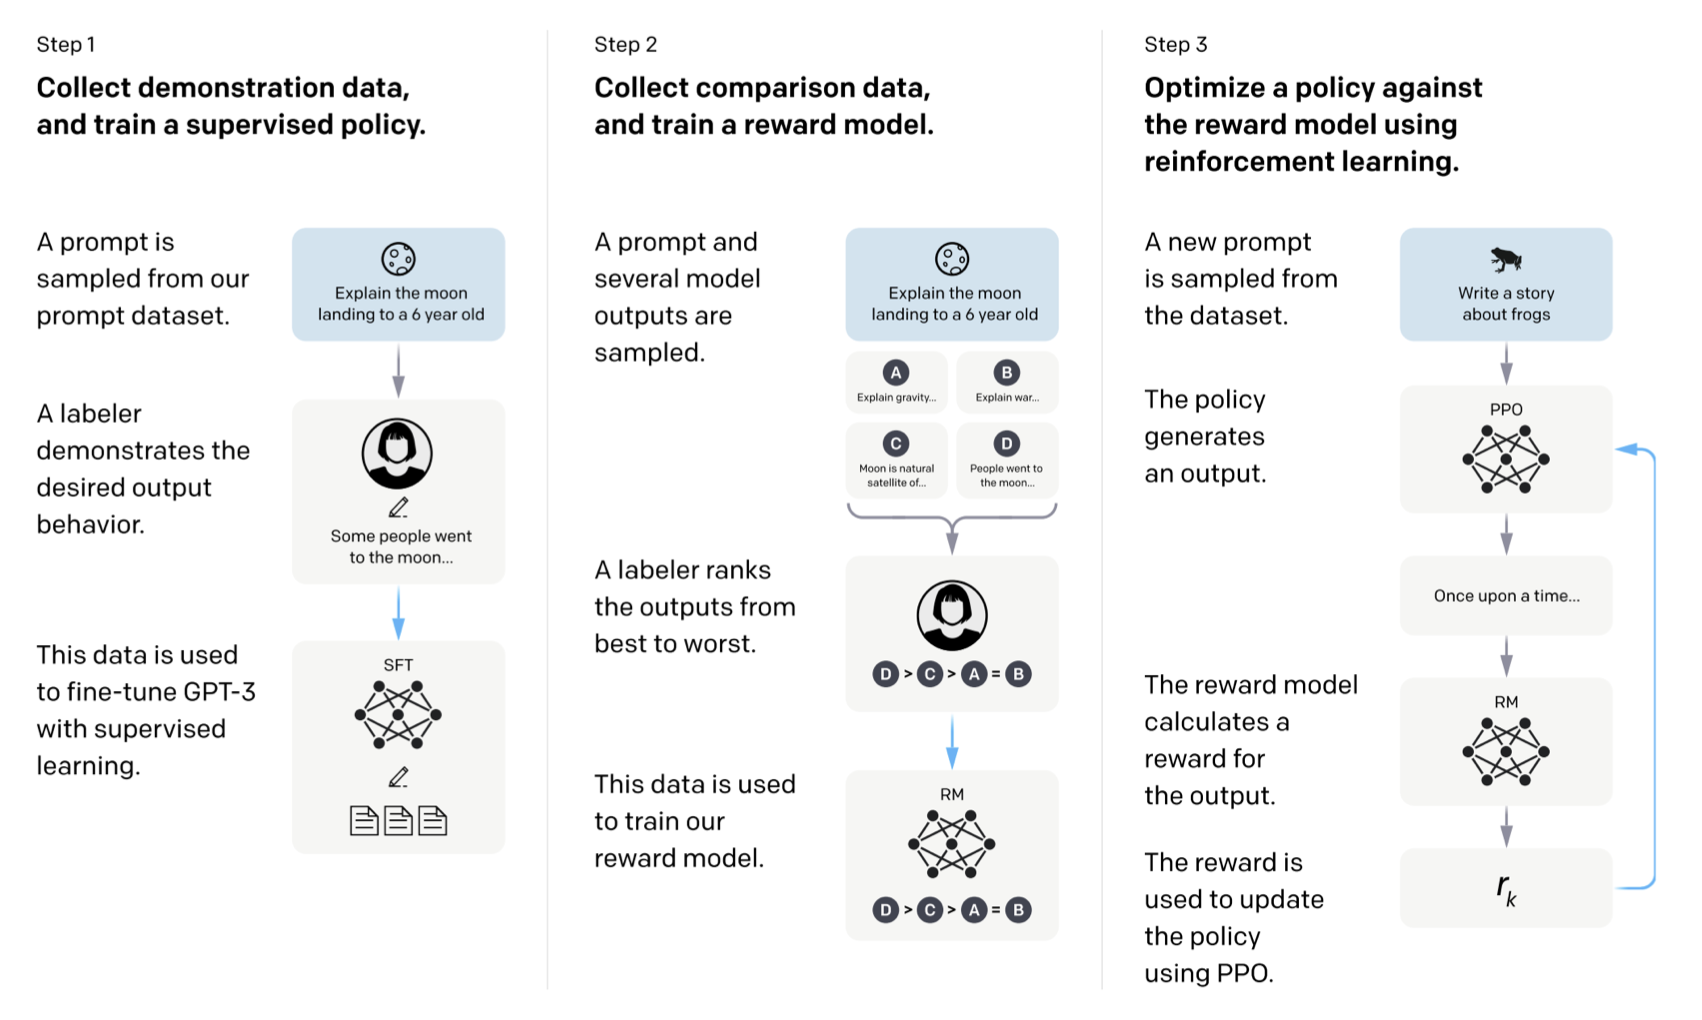 Step 1
Collect demonstration data,
and train a supervised policy.
A prompt is
sampled from our
prompt dataset.
Explain the moon
landing to a 6 year old
A labeler
demonstrates the
desired output
behavior.
Some people went
to the moon...
This data is used
to fine-tune GPT-3
with supervised
learning.
SFT
Step 2
Collect comparison data,
and train a reward model.
A prompt and
several model
outputs are
sampled.
Explain the moon
landing to a 6 year old
A
Explain gravity...
B
Explain war...
C
Moon is natural
satellite of...
D
People went to
the moon...
A labeler ranks
the outputs from
best to worst.
D > C > A = B
This data is used
to train our
reward model.
RM
D > C > A = B
Step 3
Optimize a policy against
the reward model using
reinforcement learning.
A new prompt
is sampled from
the dataset.
Write a story
about frogs
The policy
generates
an output.
PPO
Once upon a time...
The reward model
calculates a
reward for
the output.
RM
The reward is
used to update
the policy
using PPO.
r_k